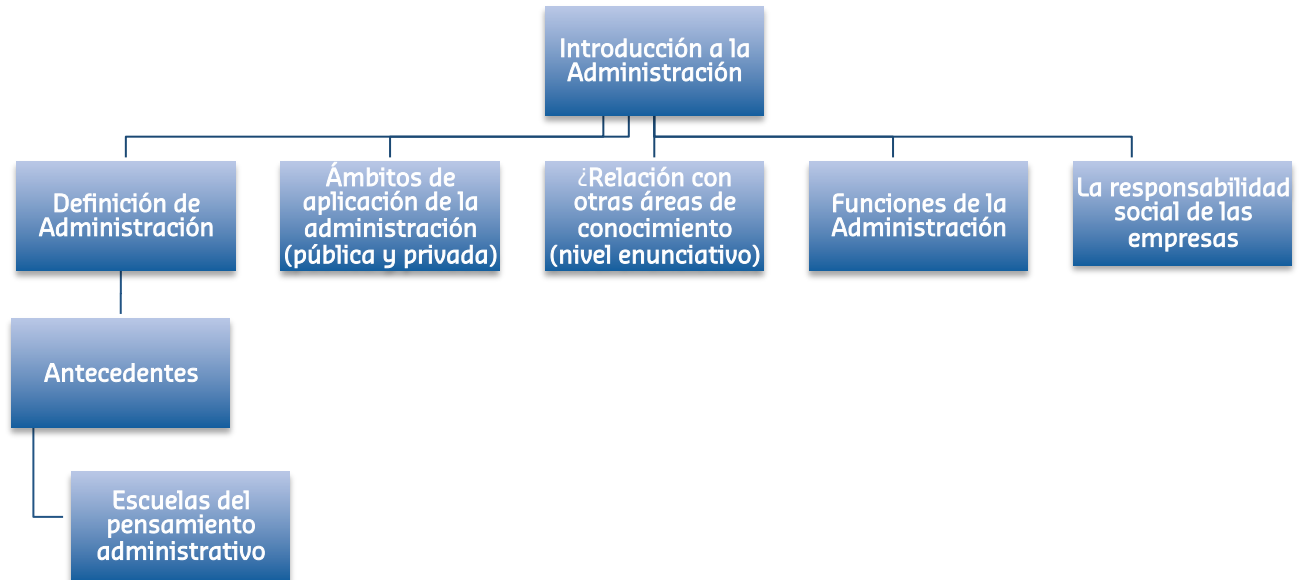 Introducción a la
Administración
Definición de
Administración
Ámbitos de
aplicación de la
administración
(pública y privada)
¿Relación con
otras áreas de
conocimiento
(nivel enunciativo)
Funciones de la
Administración
La responsabilidad
social de las
empresas
Antecedentes
Escuelas del
pensamiento
administrativo